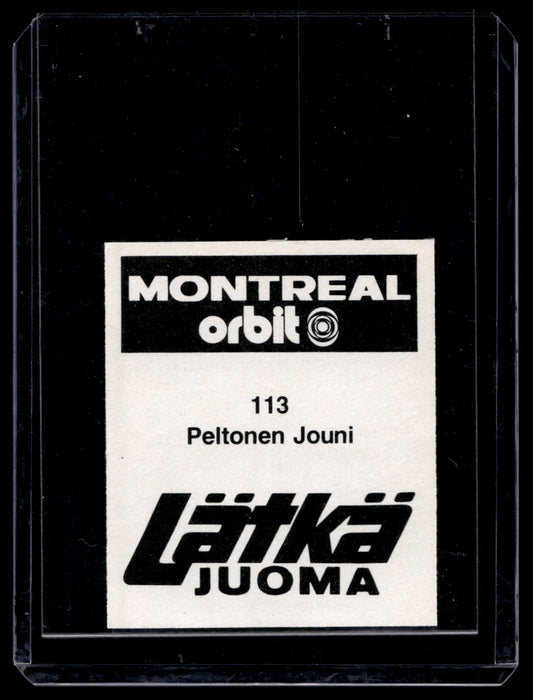 MONTREAL
orbit
113
Peltonen Jouni
Lätkä
JUOMA